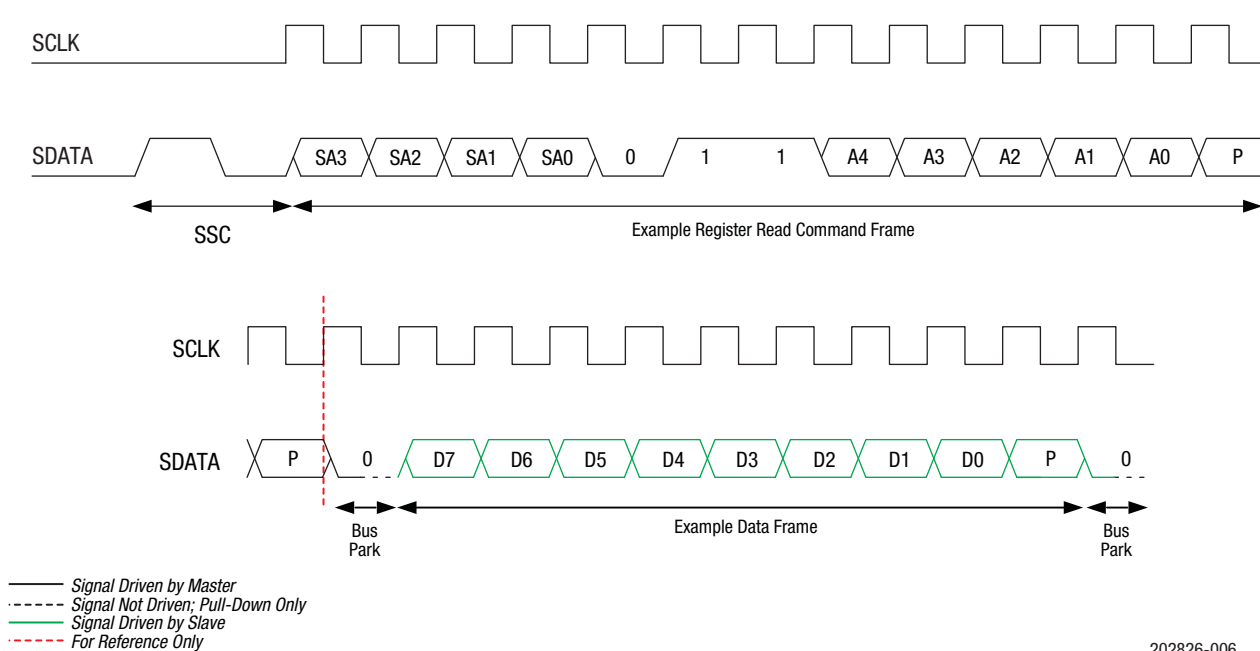 SCLK
SDATA SA3 SA2 SA1 SA0 0 1 1 A4 A3 A2 A1 A0 P
SSC
Example Register Read Command Frame
SCLK
SDATA P 0 D7 D6 D5 D4 D3 D2 D1 D0 P 0
Bus
Park
Example Data Frame
Bus
Park
Signal Driven by Master
Signal Not Driven; Pull-Down Only
Signal Driven by Slave
For Reference Only
202826-006